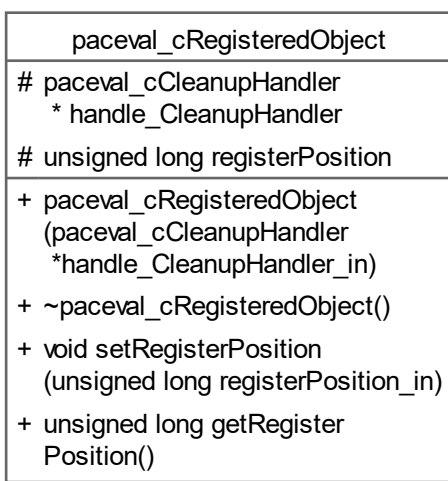 paceval_cRegisteredObject
# paceval_cCleanupHandler
* handle_CleanupHandler
# unsigned long registerPosition
+ paceval_cRegisteredObject
(paceval_cCleanupHandler
*handle_CleanupHandler_in)
+ ~paceval_cRegisteredObject()
+ void setRegisterPosition
(unsigned long registerPosition_in)
+ unsigned long getRegister
Position()